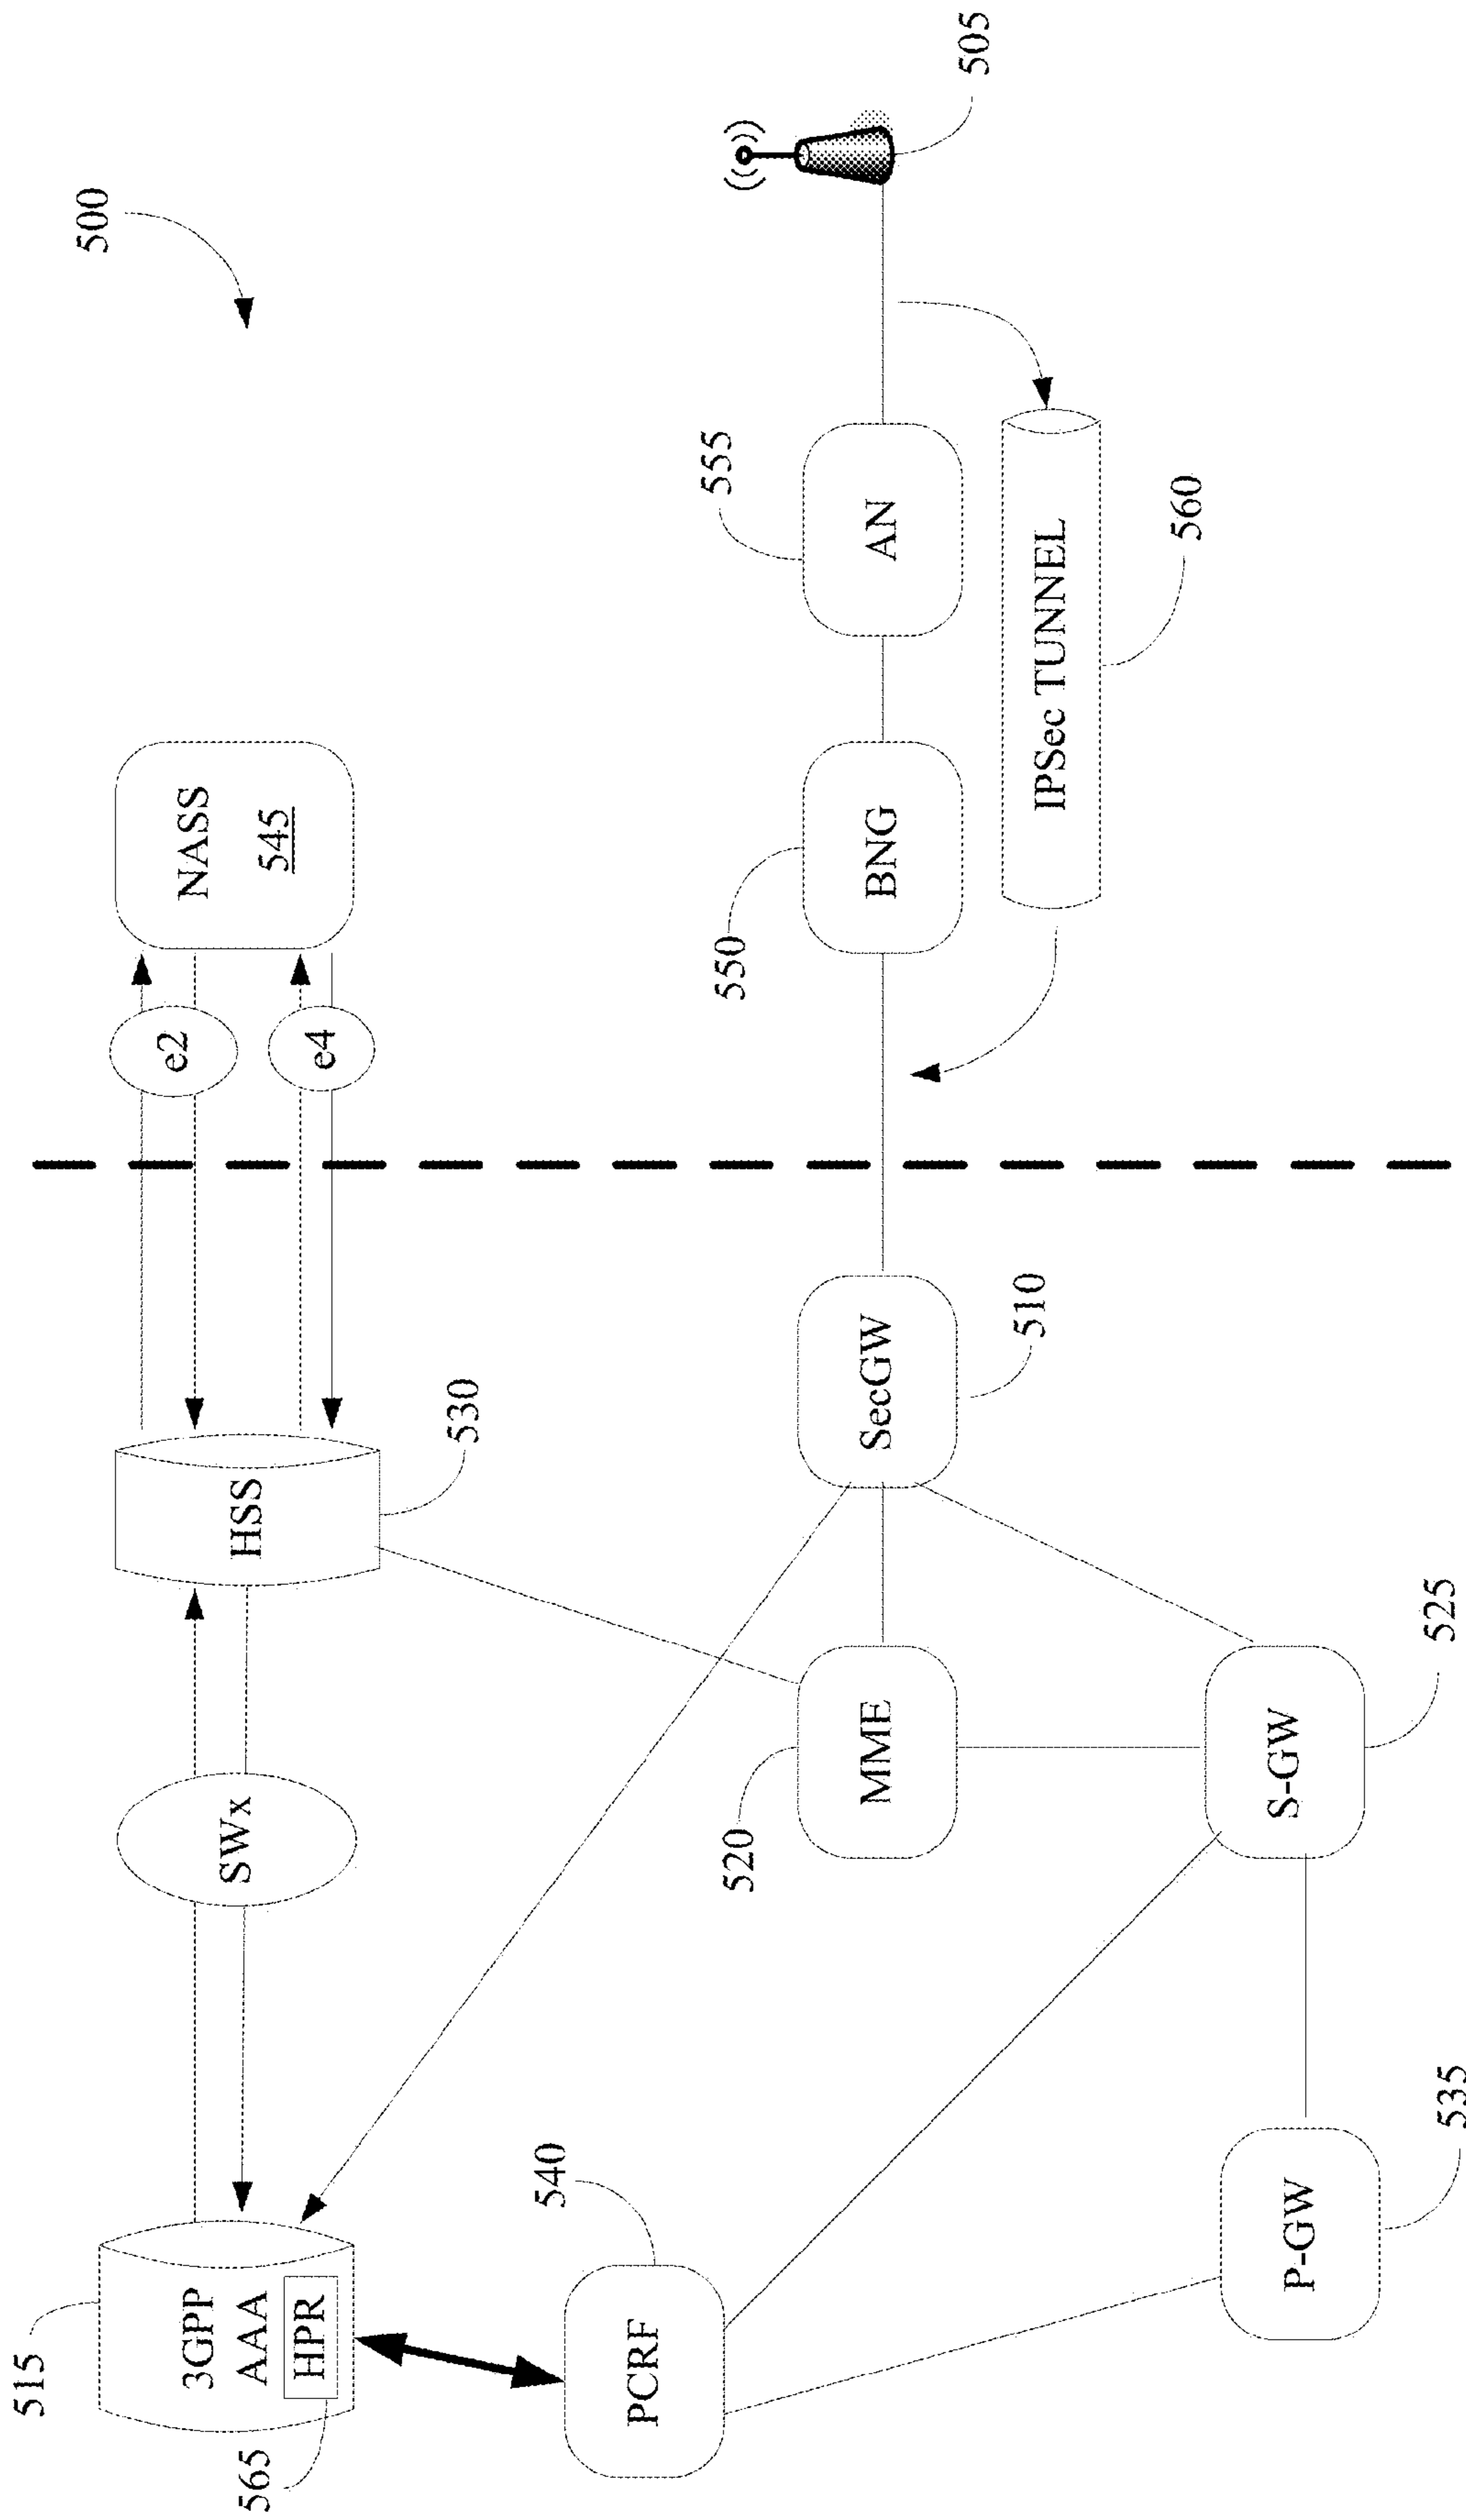 500
515
3GPP
AAA
HPR
565
SWx
HSS
530
e2
e4
NASS
545
540
PCRF
520
MME
SecGW
510
550
BNG
555
AN
505
IPSec TUNNEL
560
P-GW
535
S-GW
525